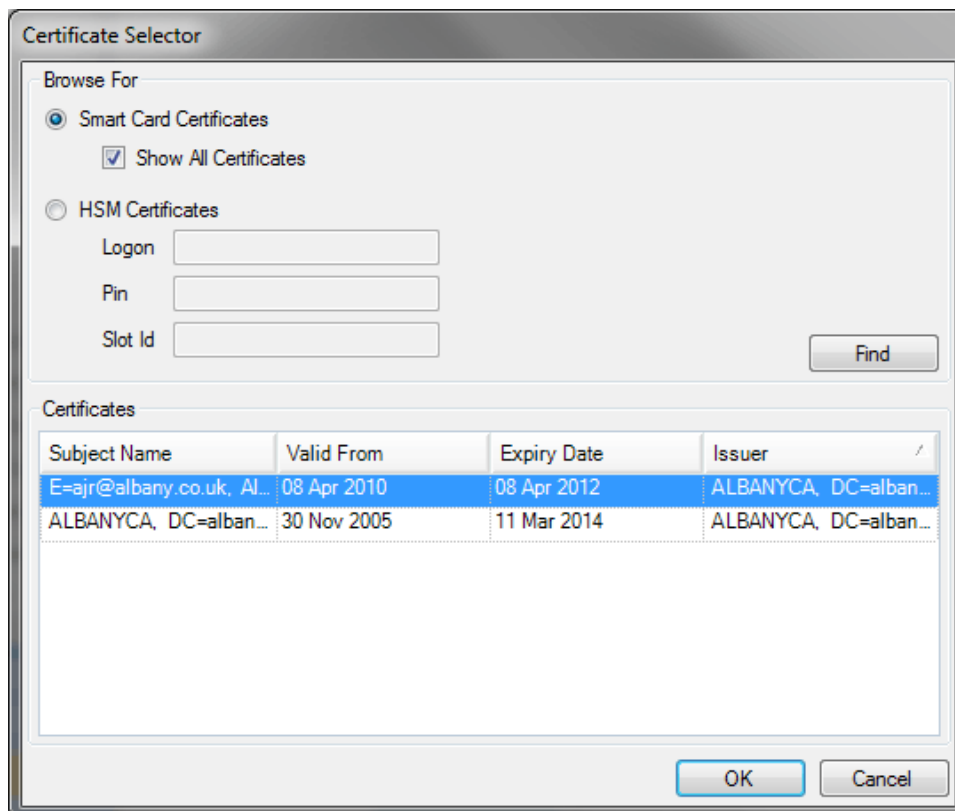 Certificate Selector
Browse For
Smart Card Certificates
Show All Certificates
HSM Certificates
Logon
Pin
Slot Id
Find
Certificates
Subject Name Valid From Expiry Date Issuer
E=ajr@albany.co.uk, Al... 08 Apr 2010 08 Apr 2012 ALBANYCA, DC=alban...
ALBANYCA, DC=alban... 30 Nov 2005 11 Mar 2014 ALBANYCA, DC=alban...
OK Cancel